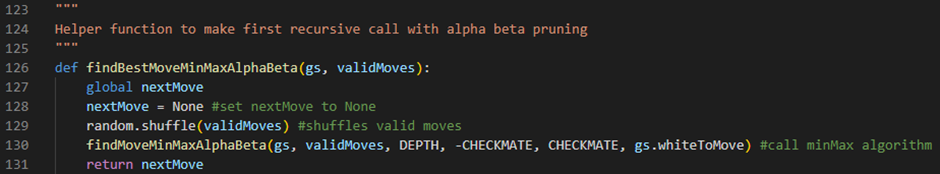 123 """
124 Helper function to make first recursive call with alpha beta pruning
125 """
126 def findBestMoveMinMaxAlphaBeta(gs, validMoves):
127     global nextMove
128     nextMove = None #set nextMove to None
129     random.shuffle(validMoves) #shuffles valid moves
130     findMoveMinMaxAlphaBeta(gs, validMoves, DEPTH, -CHECKMATE, CHECKMATE, gs.whiteToMove) #call minMax algorithm
131     return nextMove